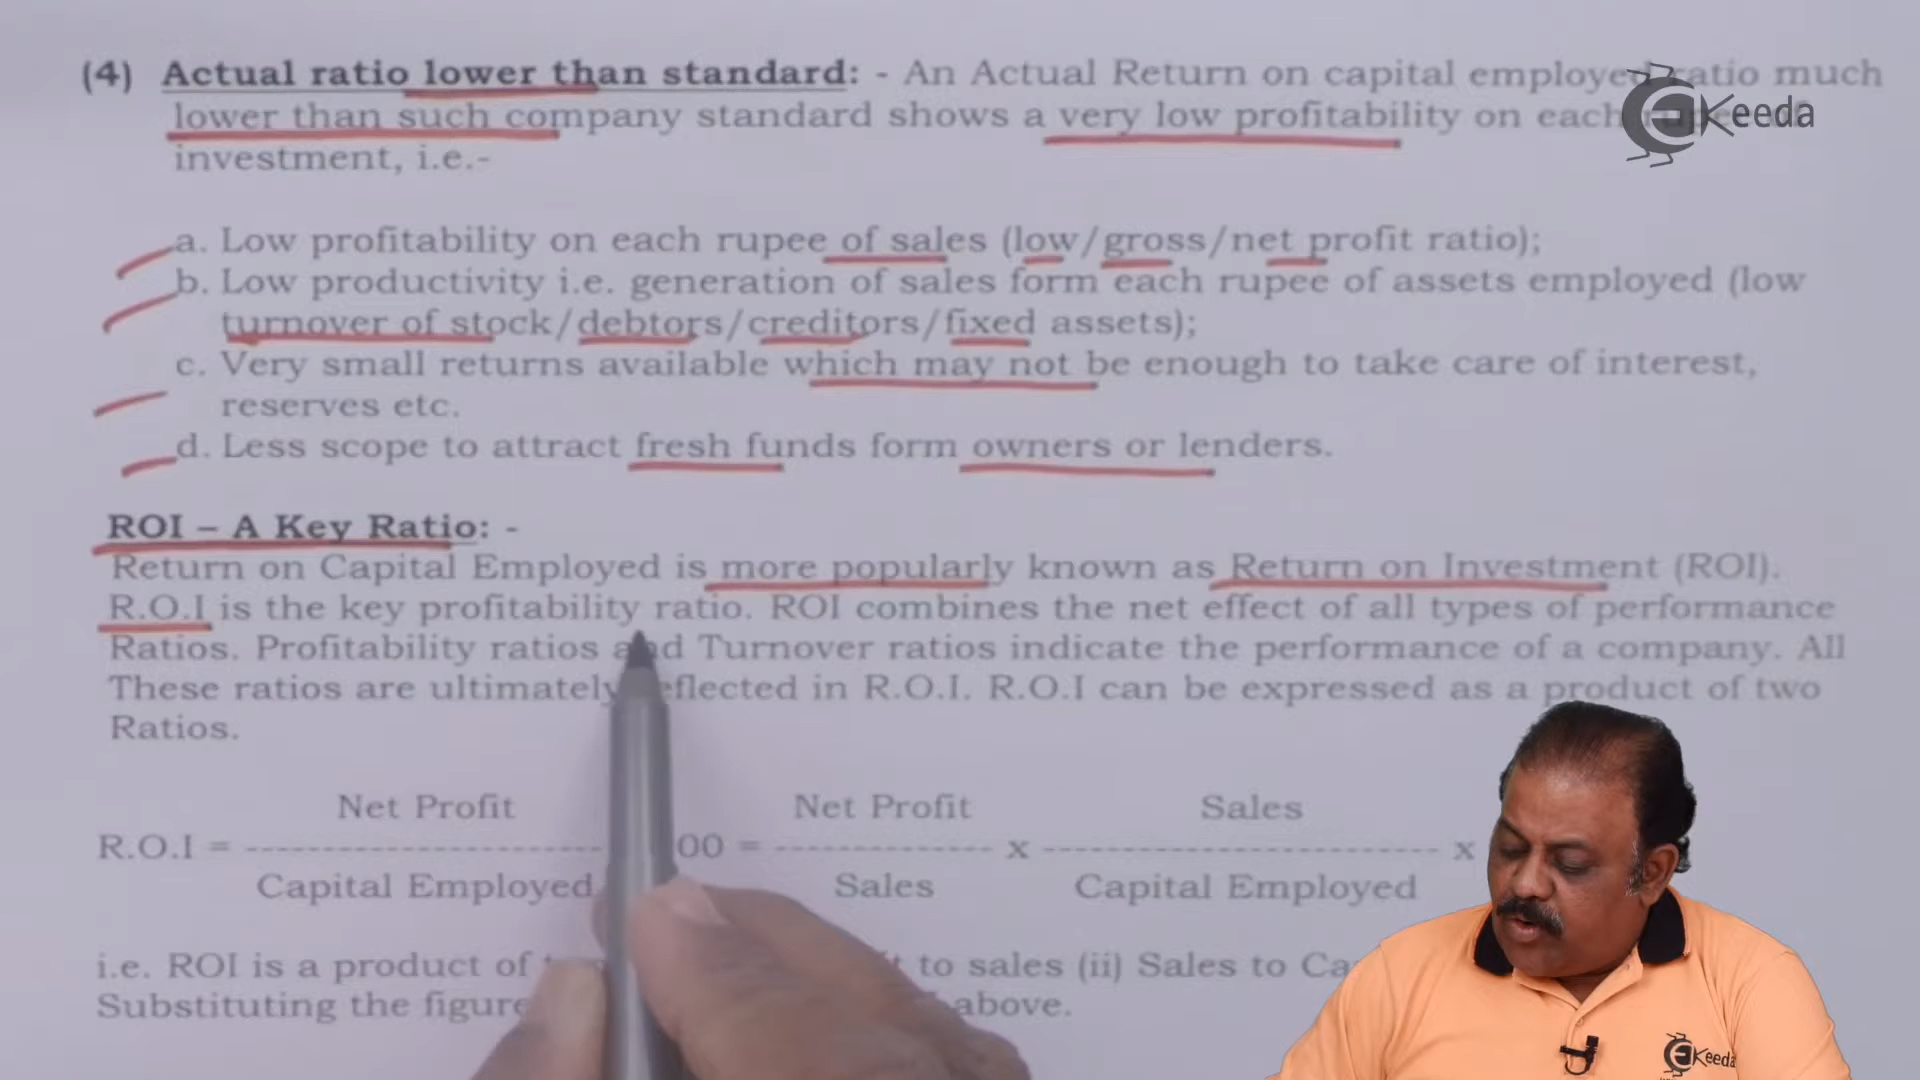 (4) Actual ratio lower than standard: - An Actual Return on capital employed ratio much
lower than such company standard shows a very low profitability on each
investment, i.e.-
Keeda
a. Low profitability on each rupee of sales (low/gross/net profit ratio);
b. Low productivity i.e. generation of sales form each rupee of assets employed (low
turnover of stock/debtors/creditors/fixed assets);
c. Very small returns available which may not be enough to take care of interest,
reserves etc.
d. Less scope to attract fresh funds form owners or lenders.
ROI – A Key Ratio: -
Return on Capital Employed is more popularly known as Return on Investment (ROI).
R.O.I is the key profitability ratio. ROI combines the net effect of all types of performance
Ratios. Profitability ratios and Turnover ratios indicate the performance of a company. All
These ratios are ultimately reflected in R.O.I. R.O.I can be expressed as a product of two
Ratios.
Net Profit Net Profit Sales
R.O.I = ---------------------- 00 = ------------- x ------------------------ x
Capital Employed Sales Capital Employed
i.e. ROI is a product of to sales (ii) Sales to
Substituting the above.
Keeda